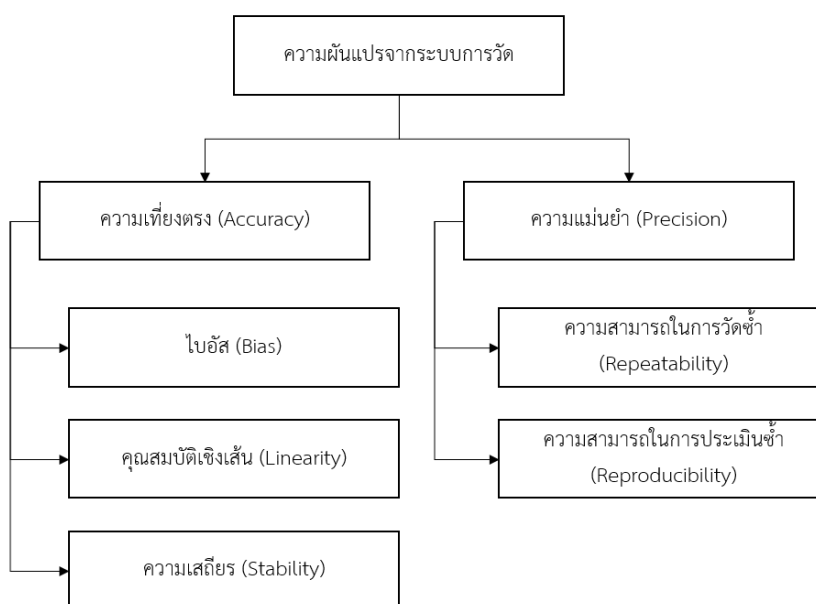 ความผันแปรจากระบบการวัด
ความเที่ยงตรง (Accuracy)
ไบอัส (Bias)
คุณสมบัติเชิงเส้น (Linearity)
ความเสถียร (Stability)
ความแม่นยำ (Precision)
ความสามารถในการวัดซ้ำ
(Repeatability)
ความสามารถในการประเมินซ้ำ
(Reproducibility)